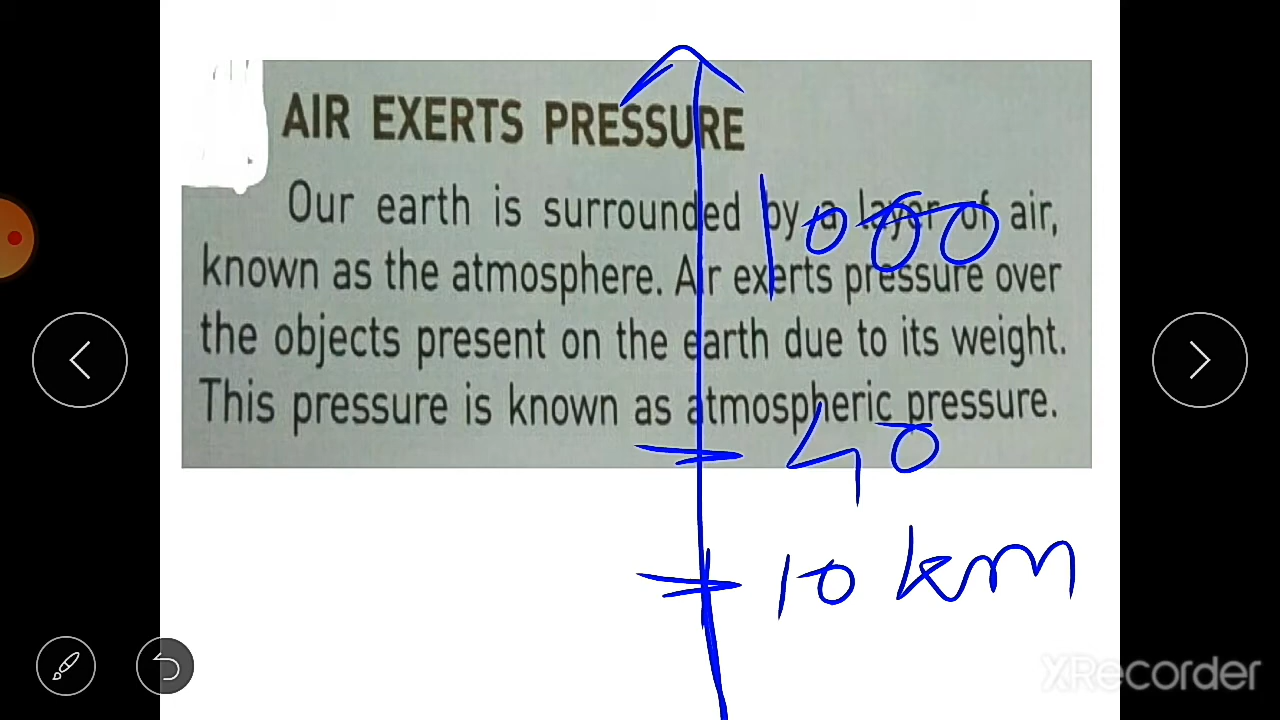 AIR EXERTS PRESSURE
Our earth is surrounded by a layer of air,
1000
known as the atmosphere. Air exerts pressure over
the objects present on the earth due to its weight.
This pressure is known as atmospheric pressure.
40
10 km
XRecorder